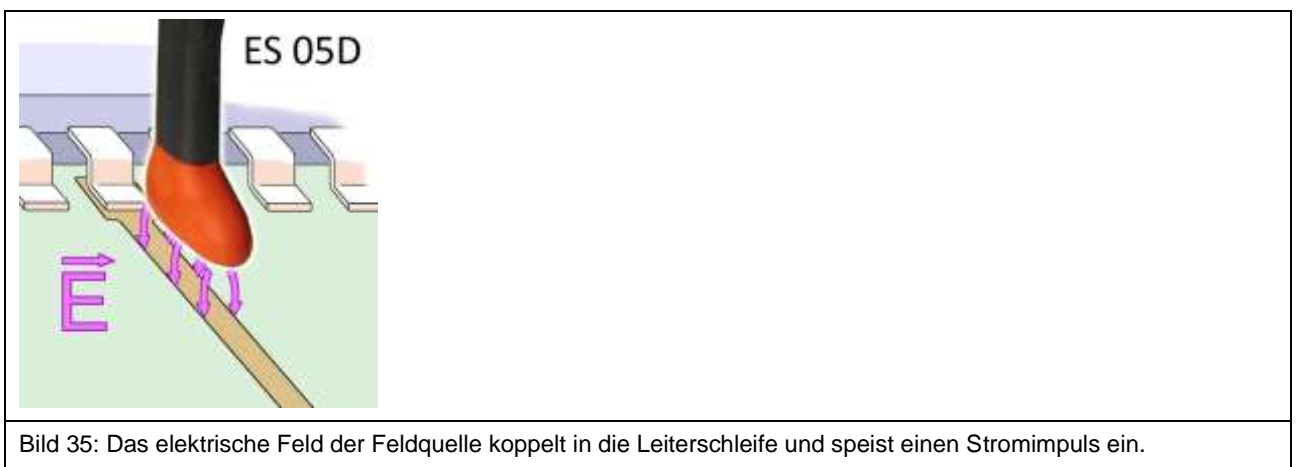 ES 05D
E
Bild 35: Das elektrische Feld der Feldquelle koppelt in die Leiterschleife und speist einen Stromimpuls ein.